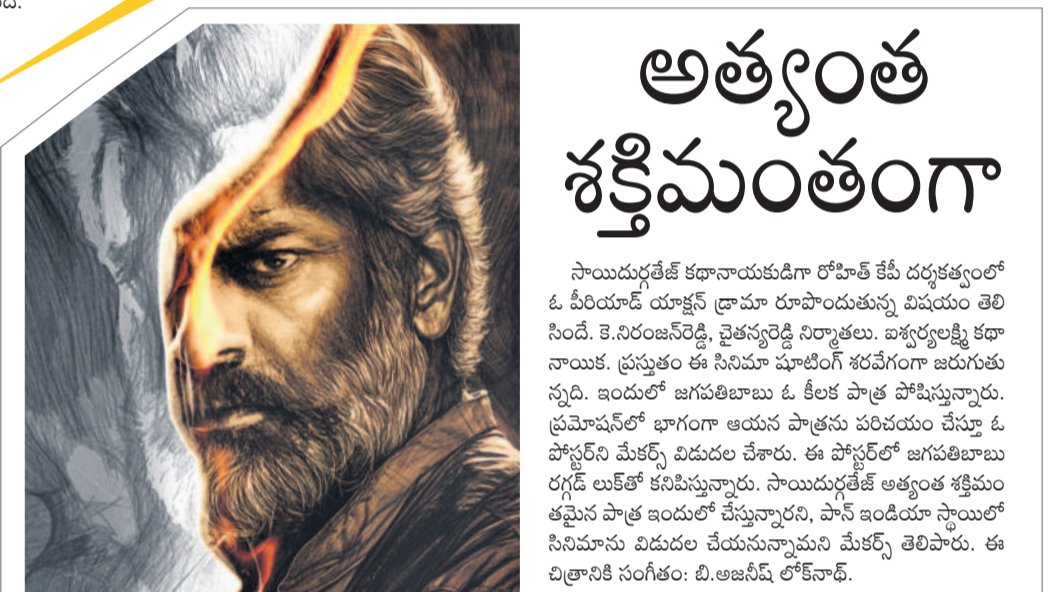 అత్యంత
శక్తిమంతంగా
సాయిదుర్గతేజ్ కథానాయకుడిగా రోహిత్ కేపీ దర్శకత్వంలో
ఓ పీరియాడ్ యాక్షన్ డ్రామా రూపొందుతున్న విషయం తెలి
సిందే. కె.నిరంజన్‌రెడ్డి, చైతన్యరెడ్డి నిర్మాతలు. ఐశ్వర్యలక్ష్మి కథా
నాయిక. ప్రస్తుతం ఈ సినిమా షూటింగ్ శరవేగంగా జరుగుతు
న్నది. ఇందులో జగపతిబాబు ఓ కీలక పాత్ర పోషిస్తున్నారు.
ప్రమోషన్‌లో భాగంగా ఆయన పాత్రను పరిచయం చేస్తూ ఓ
పోస్టర్‌ని మేకర్స్ విడుదల చేశారు. ఈ పోస్టర్‌లో జగపతిబాబు
రగ్గడ్ లుక్‌తో కనిపిస్తున్నారు. సాయిదుర్గతేజ్ అత్యంత శక్తిమం
తమైన పాత్ర ఇందులో చేస్తున్నారని, పాన్ ఇండియా స్థాయిలో
సినిమాను విడుదల చేయనున్నామని మేకర్స్ తెలిపారు. ఈ
చిత్రానికి సంగీతం: బి.అజనీష్ లోక్‌నాథ్.